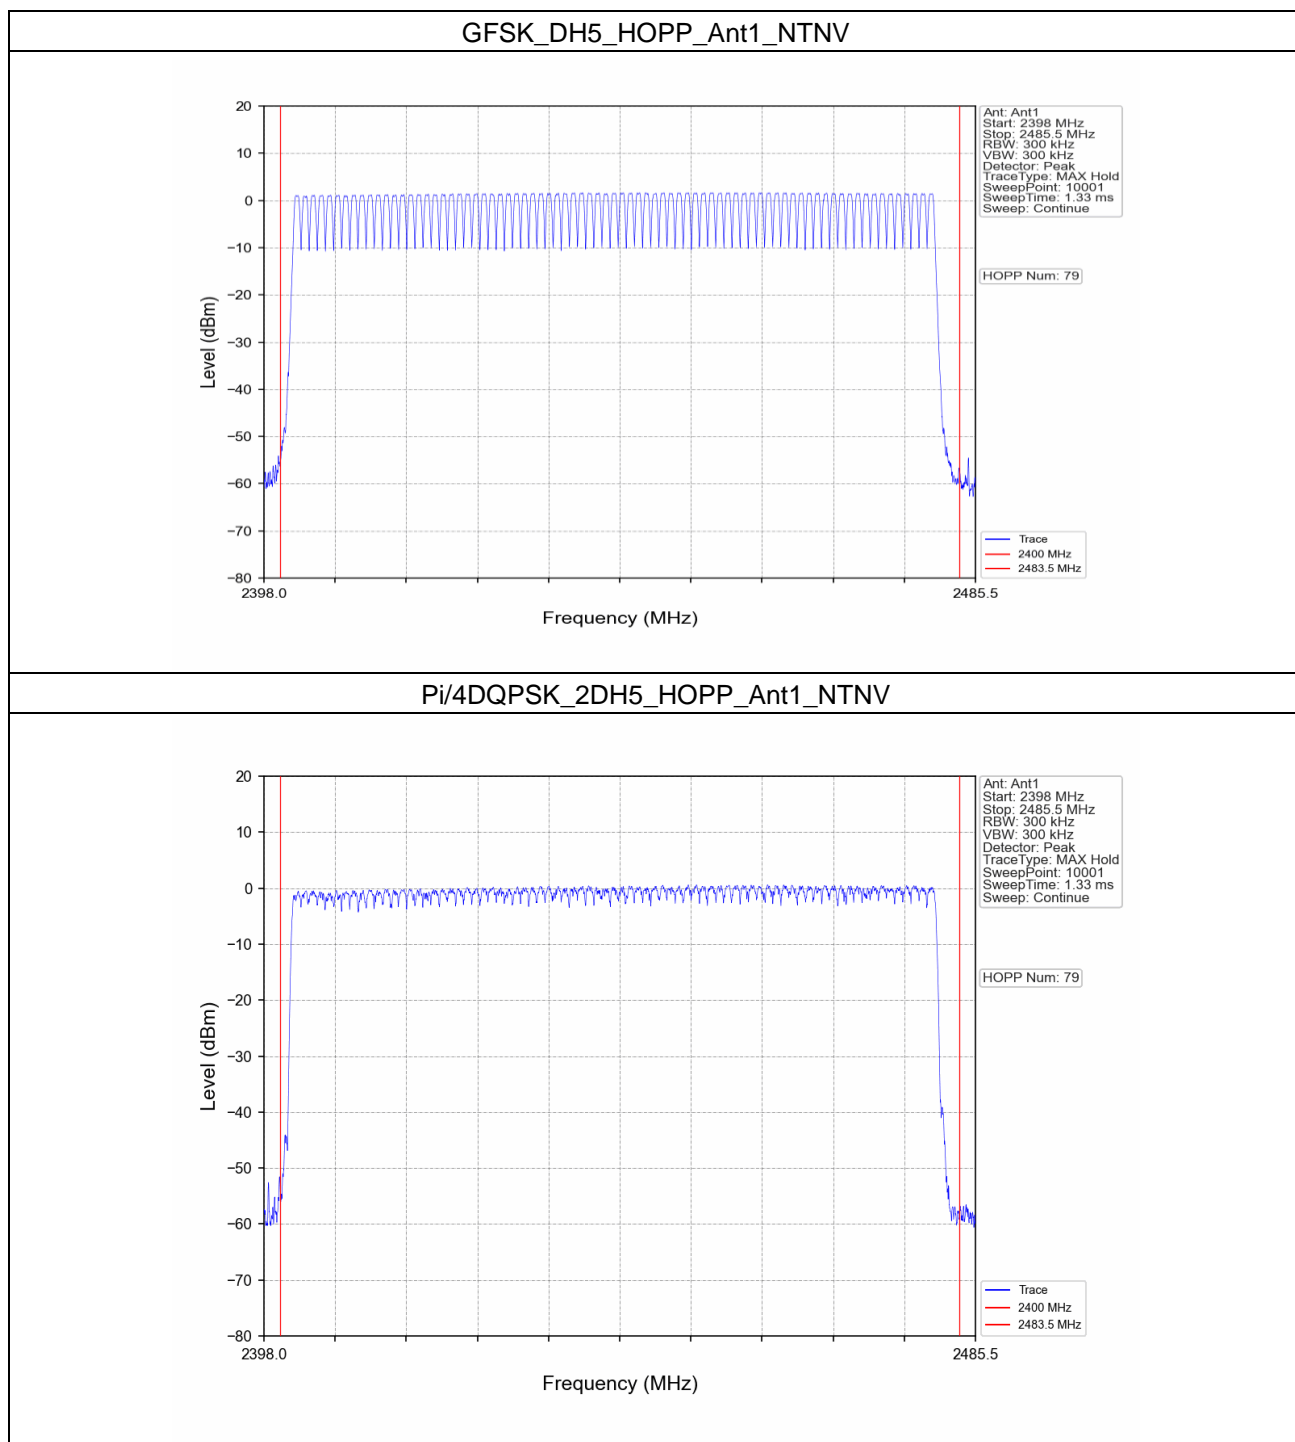 GFSK_DH5_HOPP_Ant1_NTNV
20
10
0
−10
−20
−30
−40
−50
−60
−70
−80
Level (dBm)
2398.0
2485.5
Frequency (MHz)
Ant: Ant1
Start: 2398 MHz
Stop: 2485.5 MHz
RBW: 300 kHz
VBW: 300 kHz
Detector: Peak
TraceType: MAX Hold
SweepPoint: 10001
SweepTime: 1.33 ms
Sweep: Continue
HOPP Num: 79
Trace
2400 MHz
2483.5 MHz
Pi/4DQPSK_2DH5_HOPP_Ant1_NTNV
20
10
0
−10
−20
−30
−40
−50
−60
−70
−80
Level (dBm)
2398.0
2485.5
Frequency (MHz)
Ant: Ant1
Start: 2398 MHz
Stop: 2485.5 MHz
RBW: 300 kHz
VBW: 300 kHz
Detector: Peak
TraceType: MAX Hold
SweepPoint: 10001
SweepTime: 1.33 ms
Sweep: Continue
HOPP Num: 79
Trace
2400 MHz
2483.5 MHz